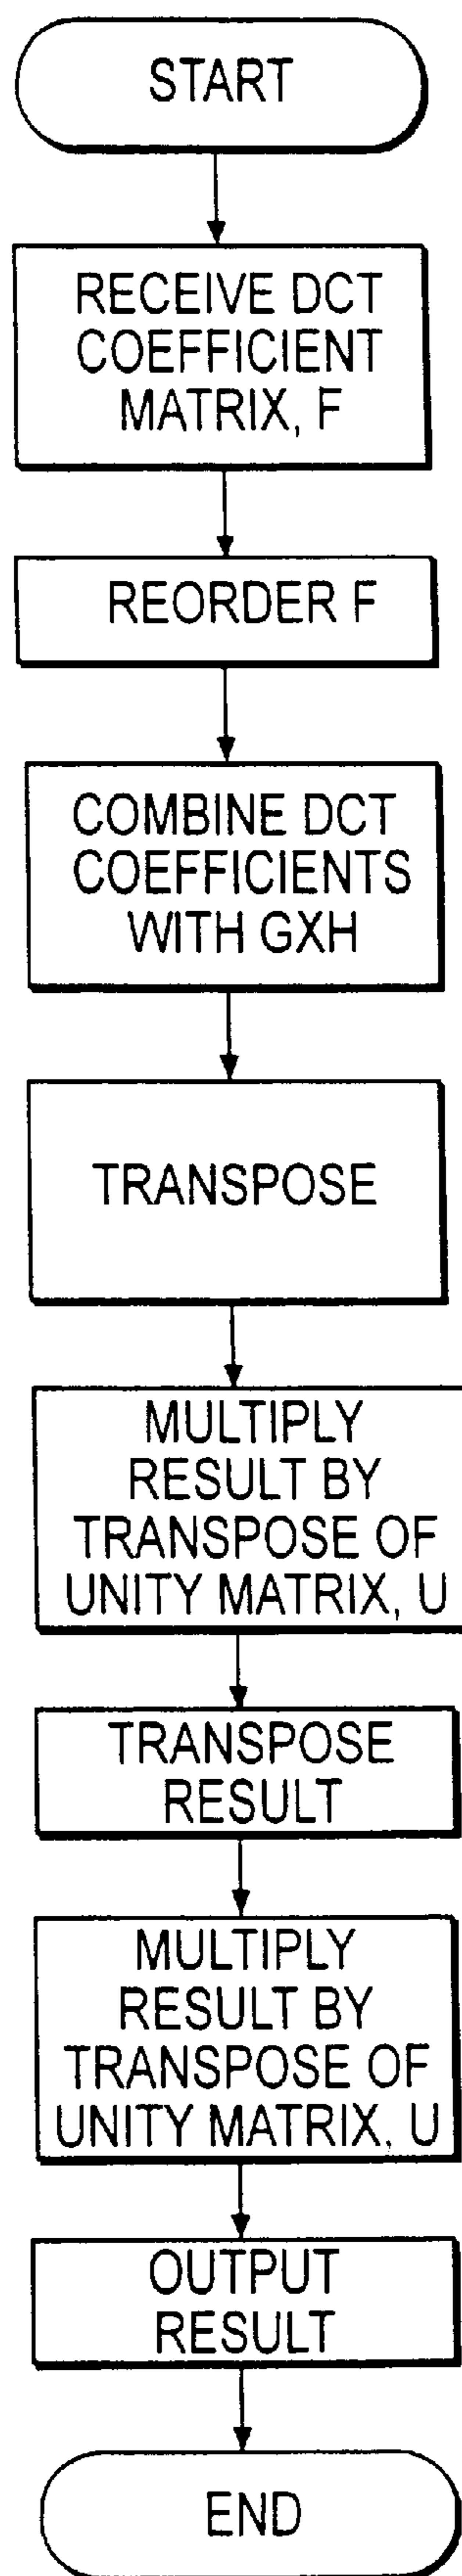 START
RECEIVE DCT
COEFFICIENT
MATRIX, F
REORDER F
COMBINE DCT
COEFFICIENTS
WITH GXH
TRANSPOSE
MULTIPLY
RESULT BY
TRANSPOSE OF
UNITY MATRIX, U
TRANSPOSE
RESULT
MULTIPLY
RESULT BY
TRANSPOSE OF
UNITY MATRIX, U
OUTPUT
RESULT
END